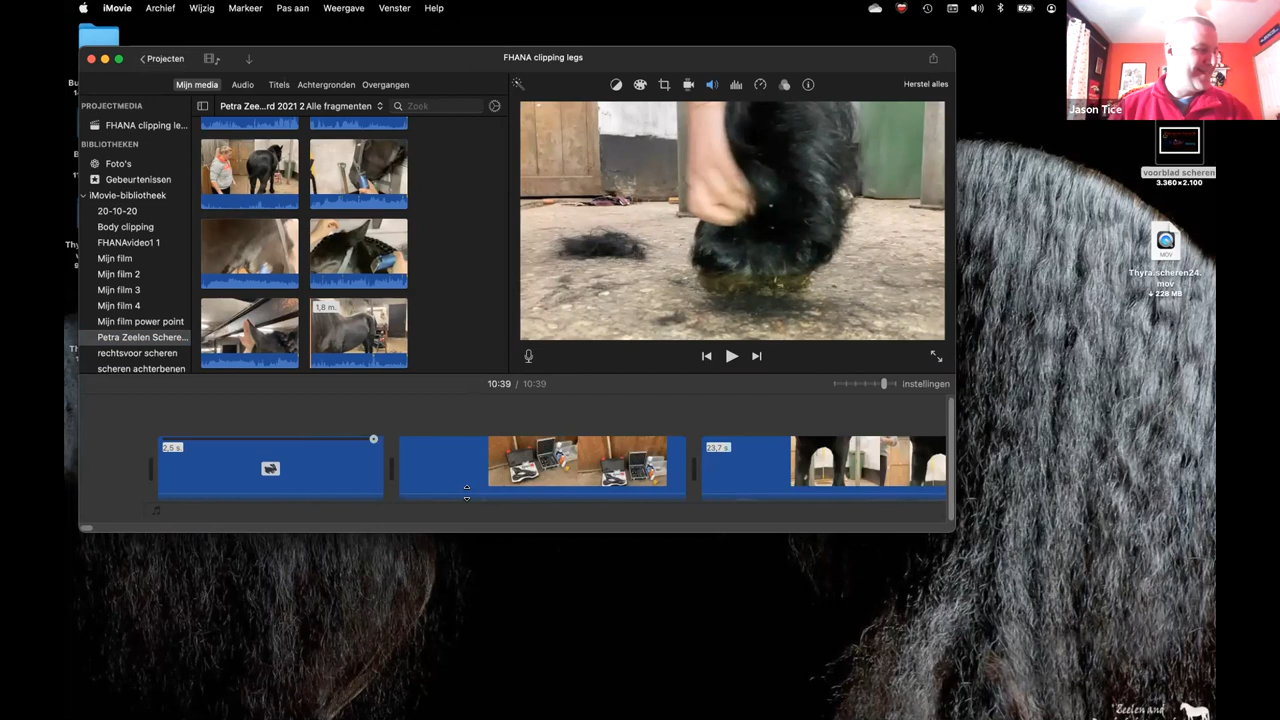 iMovie Archief Wijzig Markeer Pas aan Weergave Venster Help
Projecten
FHANA clipping legs
Mijn media Audio Titels Achtergronden Overgangen
Herstel alles
PROJECTMEDIA
FHANA clipping le...
BIBLIOTHEKEN
Foto's
Gebeurtenissen
iMovie-bibliotheek
20-10-20
Body clipping
FHANAvideo1 1
Mijn film
Mijn film 2
Mijn film 3
Mijn film 4
Mijn film power point
Petra Zeelen Schere...
rechtsvoor scheren
scheren achterbenen
Petra Zee...rd 2021 2 Alle fragmenten
Zoek
1,8 m.
10:39 / 10:39
instellingen
2,5 s.
23,7 s.
Jason Tice
voorblad scheren
3.360×2.100
MOV
Thyra.scheren24.
mov
↓ 228 MB
Zeelen and